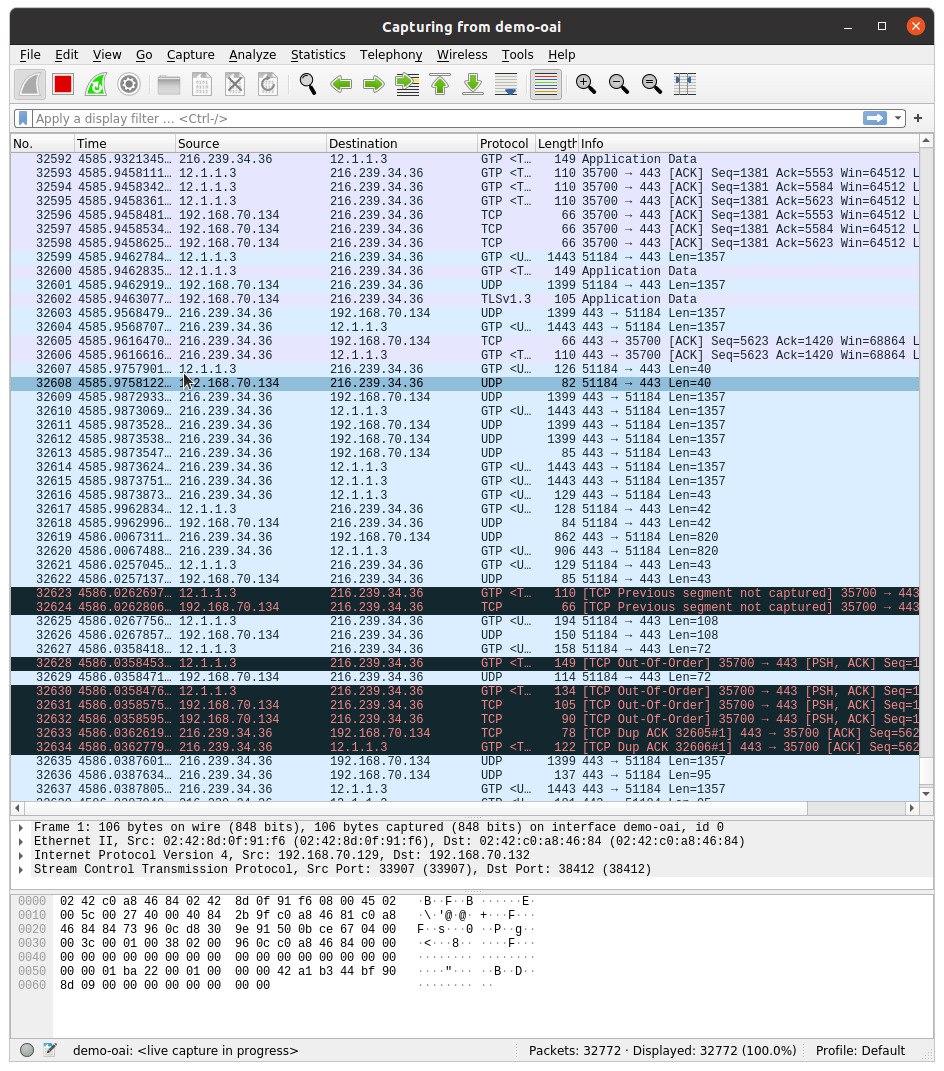 Capturing from demo-oai
File Edit View Go Capture Analyze Statistics Telephony Wireless Tools Help
Apply a display filter ... <Ctrl-/>
No. Time Source Destination Protocol Length Info
32592 4585.9321345… 216.239.34.36 12.1.1.3 GTP <T… 149 Application Data
32593 4585.9458111… 12.1.1.3 216.239.34.36 GTP <T… 110 35700 → 443 [ACK] Seq=1381 Ack=5553 Win=64512 L
32594 4585.9458342… 12.1.1.3 216.239.34.36 GTP <T… 110 35700 → 443 [ACK] Seq=1381 Ack=5584 Win=64512 L
32595 4585.9458361… 12.1.1.3 216.239.34.36 GTP <T… 110 35700 → 443 [ACK] Seq=1381 Ack=5623 Win=64512 L
32596 4585.9458481… 192.168.70.134 216.239.34.36 TCP 66 35700 → 443 [ACK] Seq=1381 Ack=5553 Win=64512 L
32597 4585.9458534… 192.168.70.134 216.239.34.36 TCP 66 35700 → 443 [ACK] Seq=1381 Ack=5584 Win=64512 L
32598 4585.9458625… 192.168.70.134 216.239.34.36 TCP 66 35700 → 443 [ACK] Seq=1381 Ack=5623 Win=64512 L
32599 4585.9462784… 12.1.1.3 216.239.34.36 GTP <U… 1443 51184 → 443 Len=1357
32600 4585.9462835… 12.1.1.3 216.239.34.36 GTP <T… 149 Application Data
32601 4585.9462919… 192.168.70.134 216.239.34.36 UDP 1399 51184 → 443 Len=1357
32602 4585.9463077… 192.168.70.134 216.239.34.36 TLSv1.3 105 Application Data
32603 4585.9568479… 216.239.34.36 192.168.70.134 UDP 1399 443 → 51184 Len=1357
32604 4585.9568707… 216.239.34.36 12.1.1.3 GTP <U… 1443 443 → 51184 Len=1357
32605 4585.9616470… 216.239.34.36 192.168.70.134 TCP 66 443 → 35700 [ACK] Seq=5623 Ack=1420 Win=68864 L
32606 4585.9616616… 216.239.34.36 12.1.1.3 GTP <T… 110 443 → 35700 [ACK] Seq=5623 Ack=1420 Win=68864 L
32607 4585.9757901… 12.1.1.3 216.239.34.36 GTP <U… 126 51184 → 443 Len=40
32608 4585.9758122… 192.168.70.134 216.239.34.36 UDP 82 51184 → 443 Len=40
32609 4585.9872933… 216.239.34.36 192.168.70.134 UDP 1399 443 → 51184 Len=1357
32610 4585.9873069… 216.239.34.36 12.1.1.3 GTP <U… 1443 443 → 51184 Len=1357
32611 4585.9873528… 216.239.34.36 192.168.70.134 UDP 1399 443 → 51184 Len=1357
32612 4585.9873538… 216.239.34.36 192.168.70.134 UDP 1399 443 → 51184 Len=1357
32613 4585.9873547… 216.239.34.36 192.168.70.134 UDP 85 443 → 51184 Len=43
32614 4585.9873624… 216.239.34.36 12.1.1.3 GTP <U… 1443 443 → 51184 Len=1357
32615 4585.9873751… 216.239.34.36 12.1.1.3 GTP <U… 1443 443 → 51184 Len=1357
32616 4585.9873873… 216.239.34.36 12.1.1.3 GTP <U… 129 443 → 51184 Len=43
32617 4585.9962834… 12.1.1.3 216.239.34.36 GTP <U… 128 51184 → 443 Len=42
32618 4585.9962996… 192.168.70.134 216.239.34.36 UDP 84 51184 → 443 Len=42
32619 4586.0067311… 216.239.34.36 192.168.70.134 UDP 862 443 → 51184 Len=820
32620 4586.0067488… 216.239.34.36 12.1.1.3 GTP <U… 906 443 → 51184 Len=820
32621 4586.0257045… 12.1.1.3 216.239.34.36 GTP <U… 129 51184 → 443 Len=43
32622 4586.0257137… 192.168.70.134 216.239.34.36 UDP 85 51184 → 443 Len=43
32623 4586.0262697… 12.1.1.3 216.239.34.36 GTP <T… 110 [TCP Previous segment not captured] 35700 → 443
32624 4586.0262806… 192.168.70.134 216.239.34.36 TCP 66 [TCP Previous segment not captured] 35700 → 443
32625 4586.0267756… 12.1.1.3 216.239.34.36 GTP <U… 194 51184 → 443 Len=108
32626 4586.0267857… 192.168.70.134 216.239.34.36 UDP 150 51184 → 443 Len=108
32627 4586.0358418… 12.1.1.3 216.239.34.36 GTP <U… 158 51184 → 443 Len=72
32628 4586.0358453… 12.1.1.3 216.239.34.36 GTP <T… 149 [TCP Out-Of-Order] 35700 → 443 [PSH, ACK] Seq=1
32629 4586.0358471… 192.168.70.134 216.239.34.36 UDP 114 51184 → 443 Len=72
32630 4586.0358476… 12.1.1.3 216.239.34.36 GTP <T… 134 [TCP Out-Of-Order] 35700 → 443 [PSH, ACK] Seq=1
32631 4586.0358575… 192.168.70.134 216.239.34.36 TCP 105 [TCP Out-Of-Order] 35700 → 443 [PSH, ACK] Seq=1
32632 4586.0358595… 192.168.70.134 216.239.34.36 TCP 90 [TCP Out-Of-Order] 35700 → 443 [PSH, ACK] Seq=1
32633 4586.0362619… 216.239.34.36 192.168.70.134 TCP 78 [TCP Dup ACK 32605#1] 443 → 35700 [ACK] Seq=562
32634 4586.0362779… 216.239.34.36 12.1.1.3 GTP <T… 122 [TCP Dup ACK 32606#1] 443 → 35700 [ACK] Seq=562
32635 4586.0387601… 216.239.34.36 192.168.70.134 UDP 1399 443 → 51184 Len=1357
32636 4586.0387634… 216.239.34.36 192.168.70.134 UDP 137 443 → 51184 Len=95
32637 4586.0387805… 216.239.34.36 12.1.1.3 GTP <U… 1443 443 → 51184 Len=1357
Frame 1: 106 bytes on wire (848 bits), 106 bytes captured (848 bits) on interface demo-oai, id 0
Ethernet II, Src: 02:42:8d:0f:91:f6 (02:42:8d:0f:91:f6), Dst: 02:42:c0:a8:46:84 (02:42:c0:a8:46:84)
Internet Protocol Version 4, Src: 192.168.70.129, Dst: 192.168.70.132
Stream Control Transmission Protocol, Src Port: 33907 (33907), Dst Port: 38412 (38412)
0000 02 42 c0 a8 46 84 02 42 8d 0f 91 f6 08 00 45 02 ·B··F··B ······E·
0010 00 5c 00 27 40 00 40 84 2b 9f c0 a8 46 81 c0 a8 ·\·'@·@· +···F···
0020 46 84 84 73 96 0c d8 30 9e 91 50 0b ce 67 04 00 F··s···0 ··P··g··
0030 00 3c 00 01 00 38 02 00 96 0c c0 a8 46 84 00 00 ·<···8·· ····F···
0040 00 00 00 00 00 00 00 00 00 00 00 00 00 00 00 00 ········ ········
0050 00 00 01 ba 22 00 01 00 00 00 42 a1 b3 44 bf 90 ····"··· ··B··D··
0060 8d 09 00 00 00 00 00 00 00 00 ········ ··
demo-oai: <live capture in progress> Packets: 32772 · Displayed: 32772 (100.0%) Profile: Default